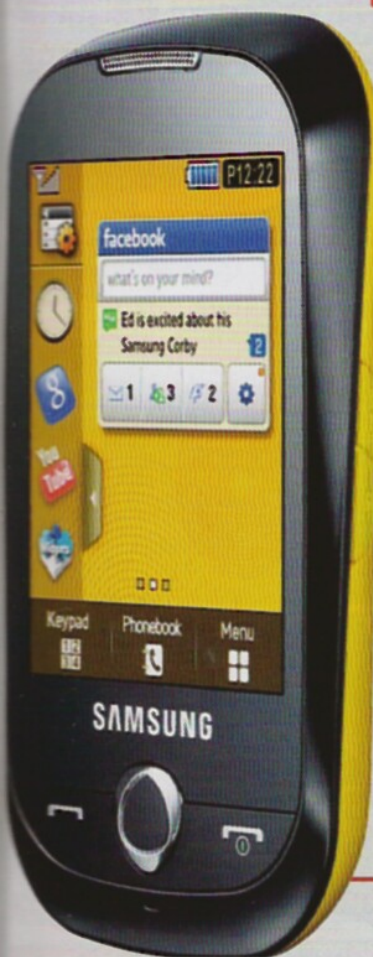 P12:22
facebook
what's on your mind?
Ed is excited about his
Samsung Corby
2
1 3 2
8
You
Tube
Keypad Phonebook Menu
SAMSUNG